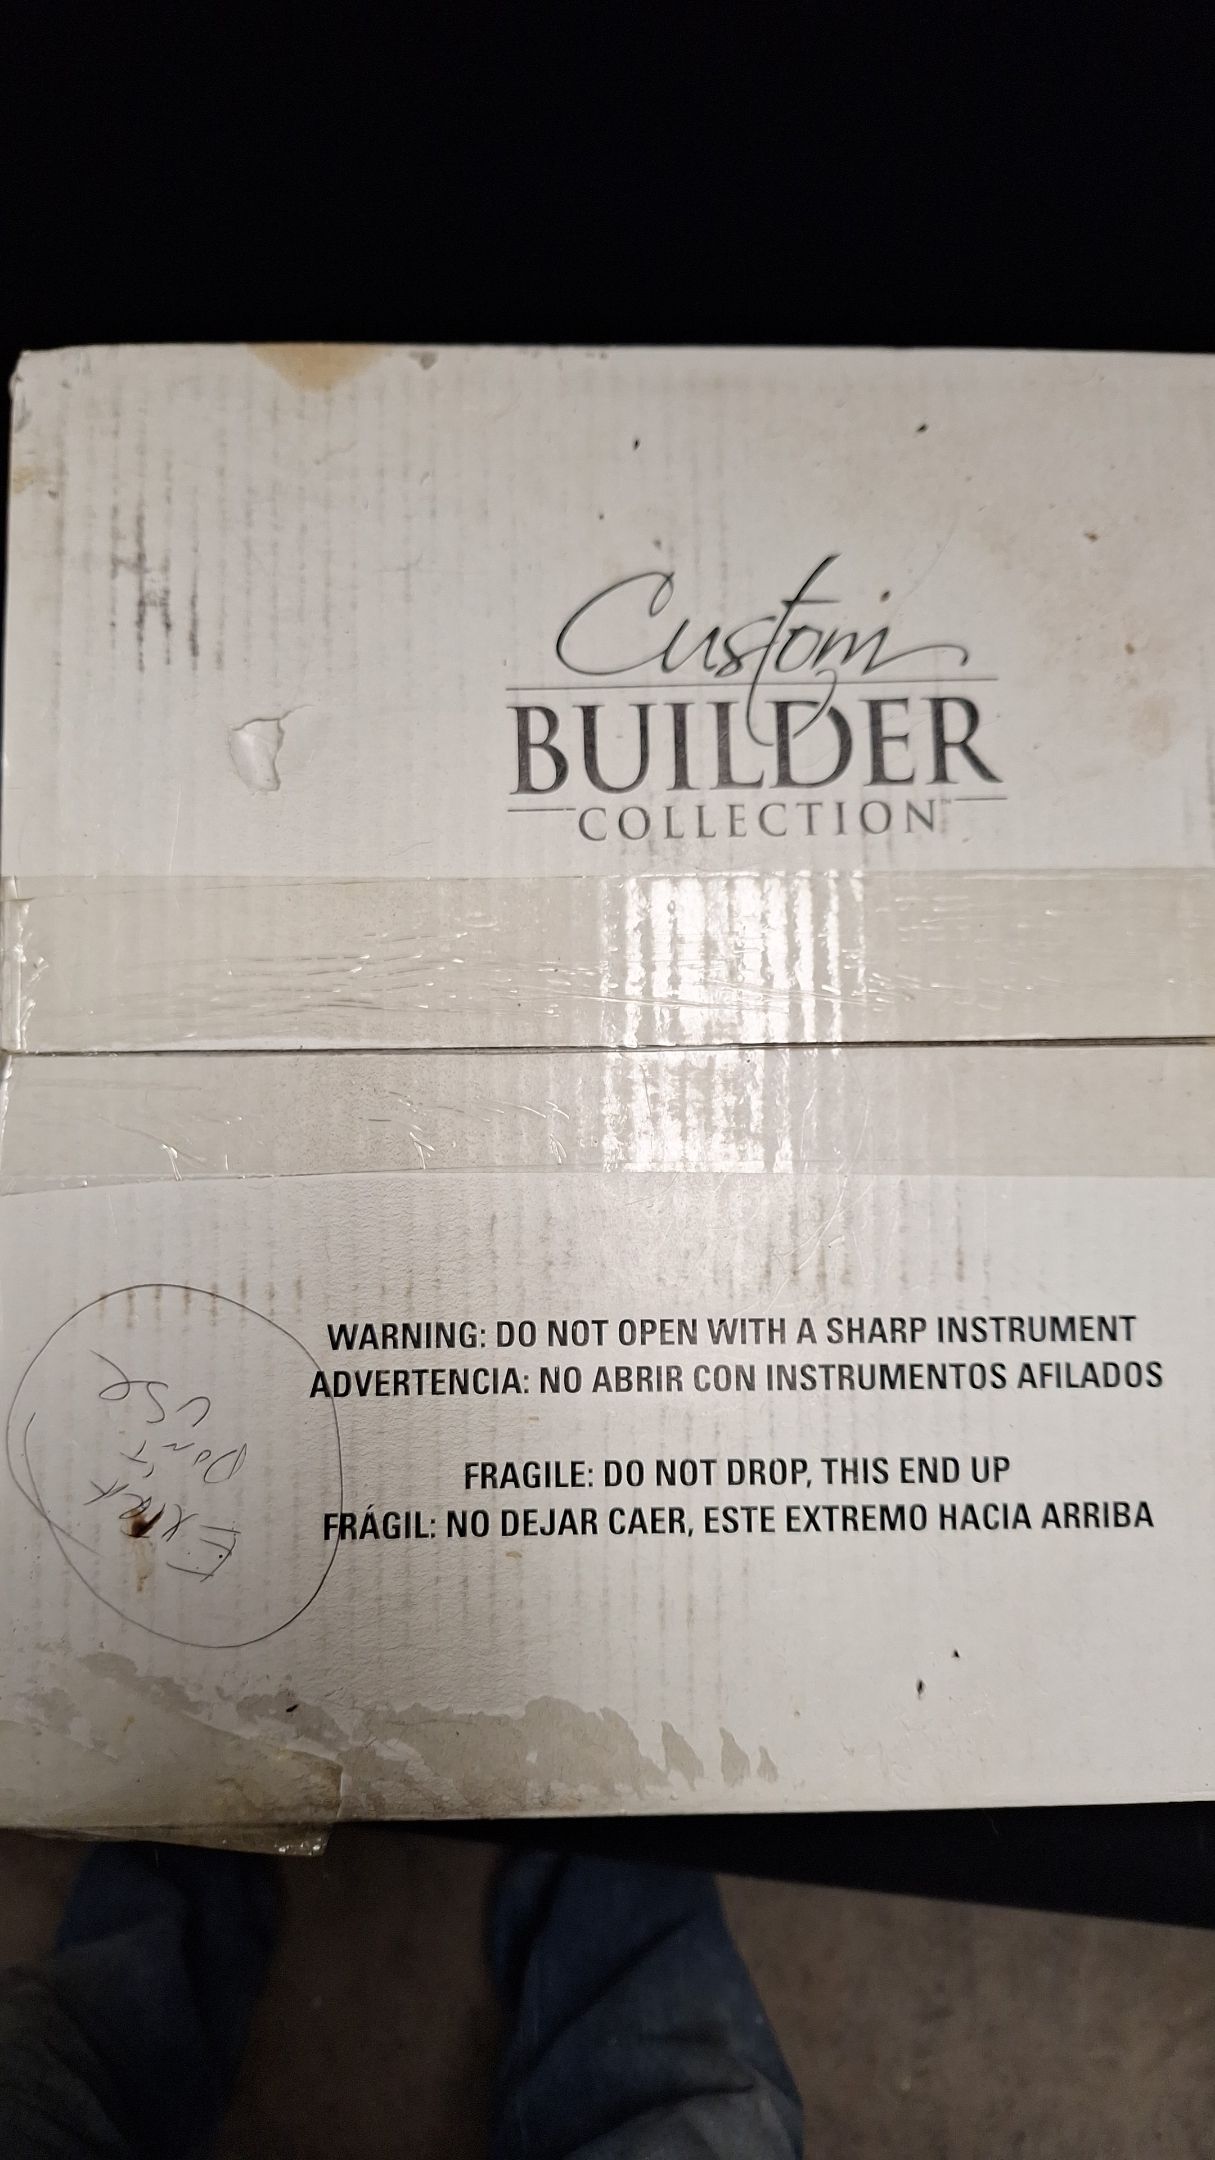 Custom
BUILDER
COLLECTION™
WARNING: DO NOT OPEN WITH A SHARP INSTRUMENT
ADVERTENCIA: NO ABRIR CON INSTRUMENTOS AFILADOS
FRAGILE: DO NOT DROP, THIS END UP
FRÁGIL: NO DEJAR CAER, ESTE EXTREMO HACIA ARRIBA
Don't
use